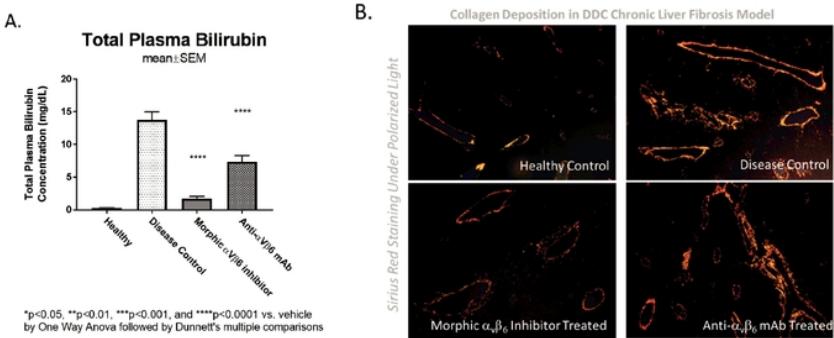 A.
Total Plasma Bilirubin
mean±SEM
Total Plasma Bilirubin
Concentration (mg/dL)
20
15
10
5
0
****
****
Healthy
Disease Control
Morphic αVβ6 inhibitor
Anti-αVβ6 mAb
*p<0.05, **p<0.01, ***p<0.001, and ****p<0.0001 vs. vehicle
by One Way Anova followed by Dunnett's multiple comparisons
B.
Collagen Deposition in DDC Chronic Liver Fibrosis Model
Sirius Red Staining Under Polarized Light
Healthy Control
Disease Control
Morphic αvβ6 Inhibitor Treated
Anti-αvβ6 mAb Treated